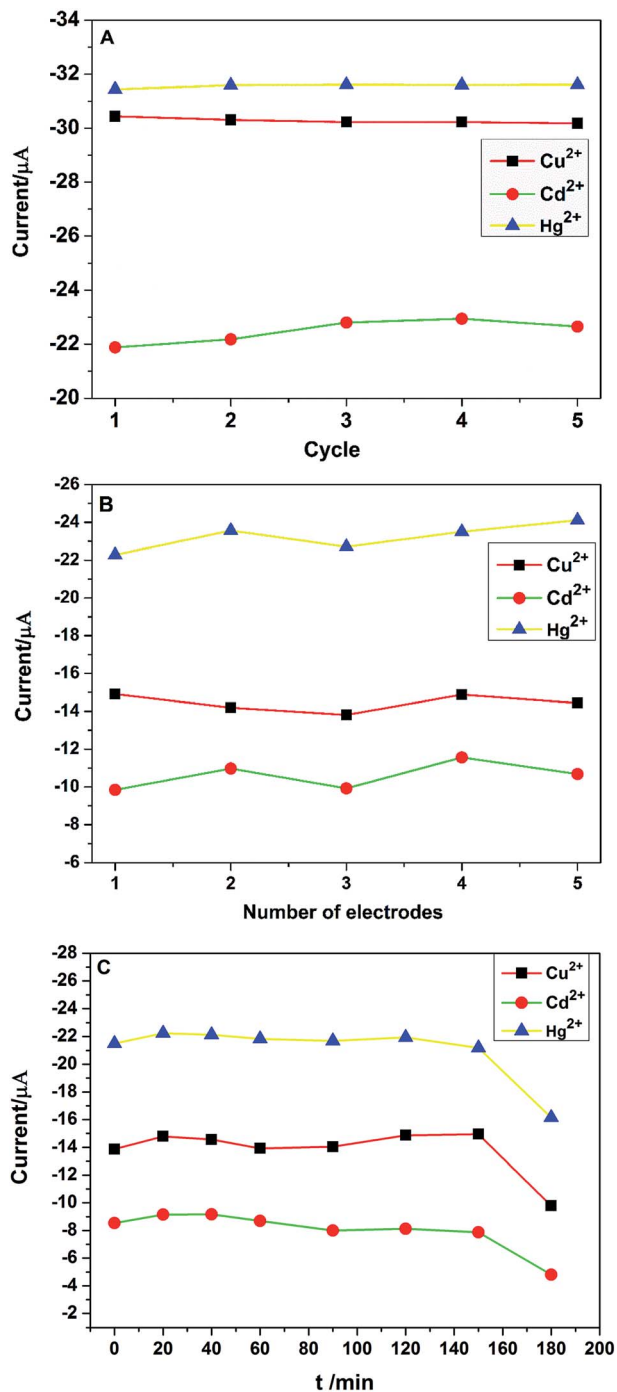 A
-34
-32
-30
-28
-26
-24
-22
-20
Current/μA
Cu2+
Cd2+
Hg2+
1 2 3 4 5
Cycle
B
-26
-24
-22
-20
-18
-16
-14
-12
-10
-8
-6
Current/μA
Cu2+
Cd2+
Hg2+
1 2 3 4 5
Number of electrodes
C
-28
-26
-24
-22
-20
-18
-16
-14
-12
-10
-8
-6
-4
-2
Current/μA
Cu2+
Cd2+
Hg2+
0 20 40 60 80 100 120 140 160 180 200
t /min